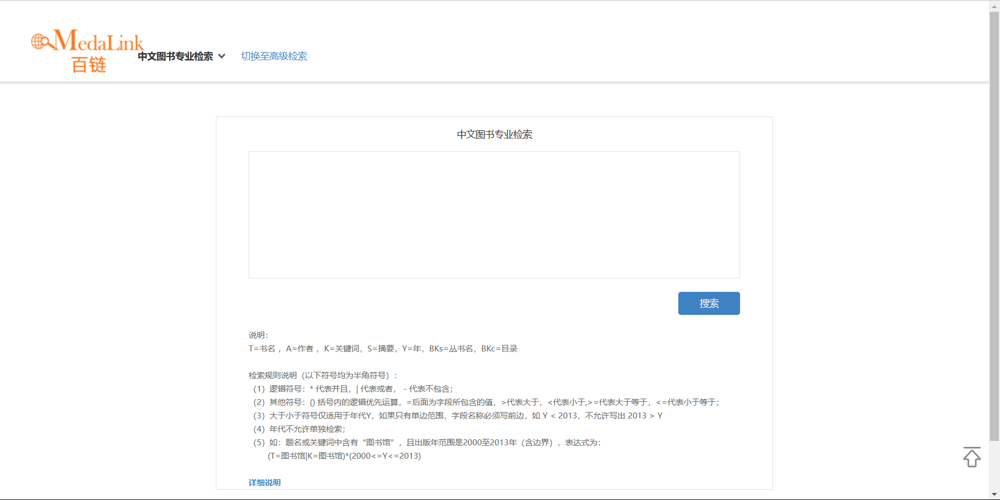 MedaLink
百链
中文图书专业检索
切换至高级检索
中文图书专业检索
搜索
说明：
T=书名 ，A=作者 ，K=关键词，S=摘要，Y=年，BKs=丛书名，BKc=目录
检索规则说明（以下符号均为半角符号）：
（1）逻辑符号：* 代表并且，| 代表或者， - 代表不包含；
（2）其他符号：() 括号内的逻辑优先运算，=后面为字段所包含的值，>代表大于，<代表小于,>=代表大于等于，<=代表小于等于；
（3）大于小于符号仅适用于年代Y，如果只有单边范围，字段名称必须写前边，如 Y < 2013，不允许写出 2013 > Y
（4）年代不允许单独检索；
（5）如：题名或关键词中含有“图书馆”，且出版年范围是2000至2013年（含边界），表达式为：
(T=图书馆|K=图书馆)*(2000<=Y<=2013)
详细说明